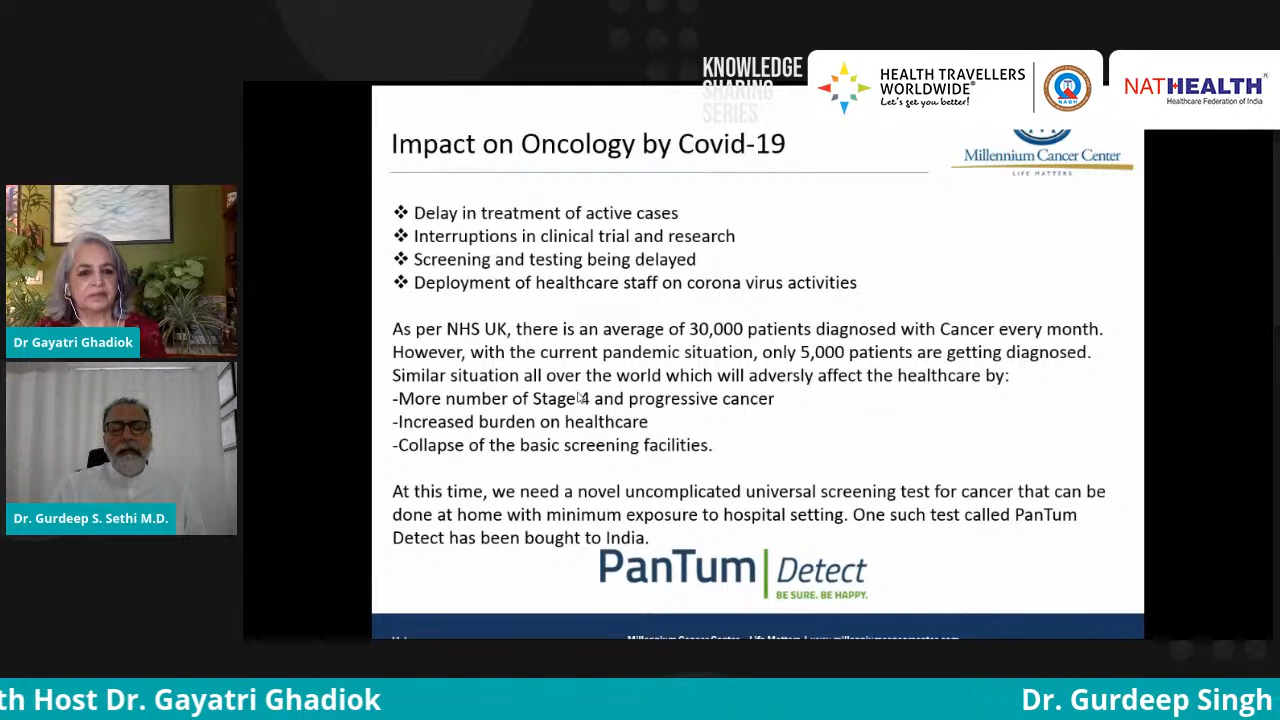 KNOWLEDGE
SHARING
SERIES
HEALTH TRAVELLERS
WORLDWIDE®
Let's get you better!
NABH
NATHEALTH®
Healthcare Federation of India
Impact on Oncology by Covid-19
Millennium Cancer Center
LIFE MATTERS
❖ Delay in treatment of active cases
❖ Interruptions in clinical trial and research
❖ Screening and testing being delayed
❖ Deployment of healthcare staff on corona virus activities
As per NHS UK, there is an average of 30,000 patients diagnosed with Cancer every month.
However, with the current pandemic situation, only 5,000 patients are getting diagnosed.
Similar situation all over the world which will adversly affect the healthcare by:
-More number of Stage 4 and progressive cancer
-Increased burden on healthcare
-Collapse of the basic screening facilities.
At this time, we need a novel uncomplicated universal screening test for cancer that can be
done at home with minimum exposure to hospital setting. One such test called PanTum
Detect has been bought to India.
PanTum Detect
BE SURE. BE HAPPY.
Dr Gayatri Ghadiok
Dr. Gurdeep S. Sethi M.D.
th Host Dr. Gayatri Ghadiok
Dr. Gurdeep Singh